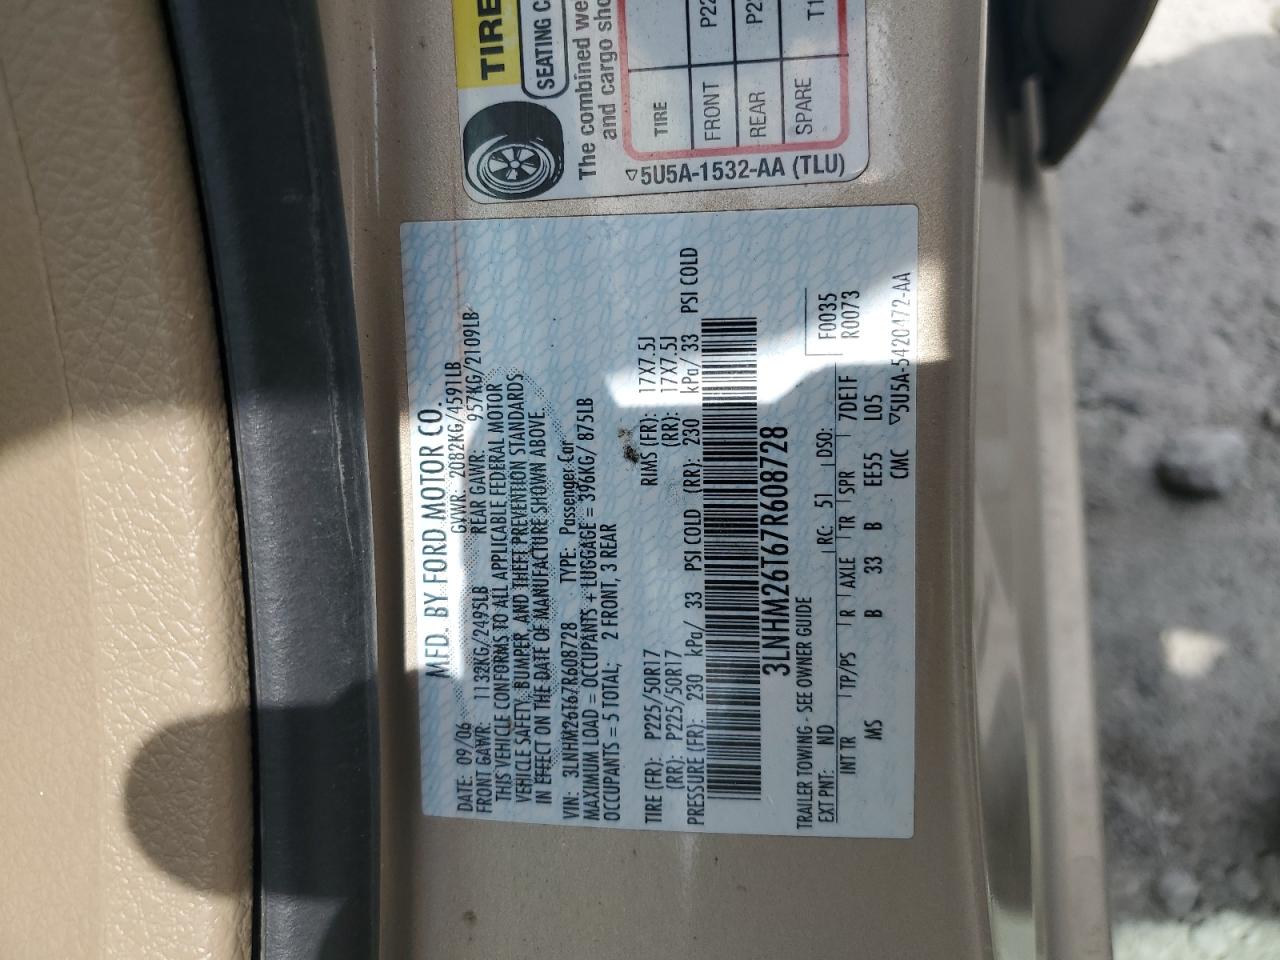 TIRE
SEATING C
The combined we
and cargo sho
TIRE
FRONT P22
REAR P2
SPARE T1
▽5U5A-1532-AA (TLU)
MFD. BY FORD MOTOR CO.
DATE: 09/06 GVWR: 2082KG/4591LB
FRONT GAWR: 1132KG/2495LB REAR GAWR: 957KG/2109LB
THIS VEHICLE CONFORMS TO ALL APPLICABLE FEDERAL MOTOR
VEHICLE SAFETY, BUMPER, AND THEFT PREVENTION STANDARDS
IN EFFECT ON THE DATE OF MANUFACTURE SHOWN ABOVE.
VIN: 3LNHM26T67R608728 TYPE: Passenger Car
MAXIMUM LOAD = OCCUPANTS + LUGGAGE = 396KG/ 875LB
OCCUPANTS = 5 TOTAL; 2 FRONT, 3 REAR
TIRE (FR): P225/50R17 RIMS (FR): 17X7.5J
(RR): P225/50R17 (RR): 17X7.5J
PRESSURE (FR): 230 kPa/ 33 PSI COLD (RR): 230 kPa/ 33 PSI COLD
3LNHM26T67R608728
TRAILER TOWING - SEE OWNER GUIDE
F0035
EXT PNT: ND RC: 51 DSO: R0073
INT TR TP/PS R AXLE TR SPR 7DE1F
MS B 33 B EE55 L05
CMC ▽5U5A-5420472-AA